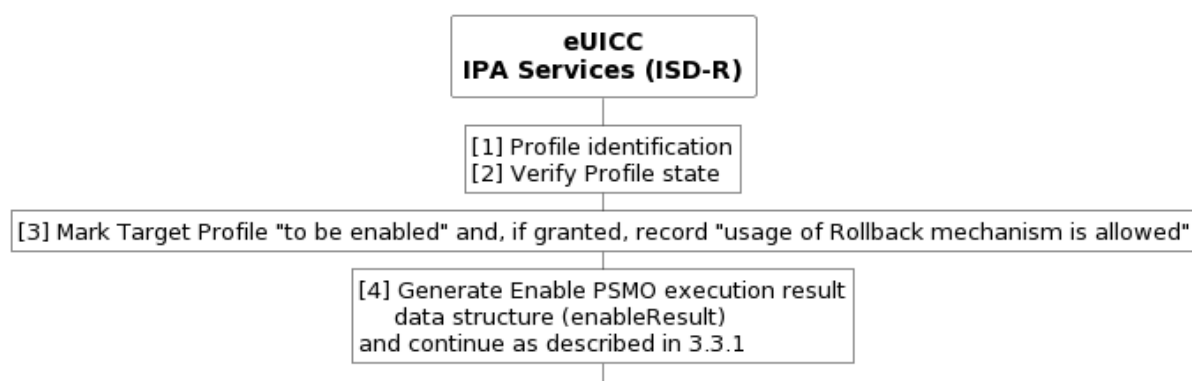 eUICC
IPA Services (ISD-R)
[1] Profile identification
[2] Verify Profile state
[3] Mark Target Profile "to be enabled" and, if granted, record "usage of Rollback mechanism is allowed"
[4] Generate Enable PSMO execution result
data structure (enableResult)
and continue as described in 3.3.1